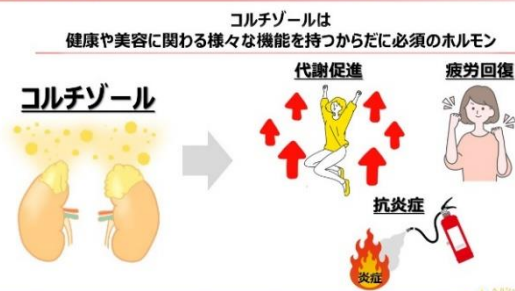 コルチゾールは
健康や美容に関わる様々な機能を持つからだに必須のホルモン
コルチゾール
代謝促進
疲労回復
抗炎症
炎症